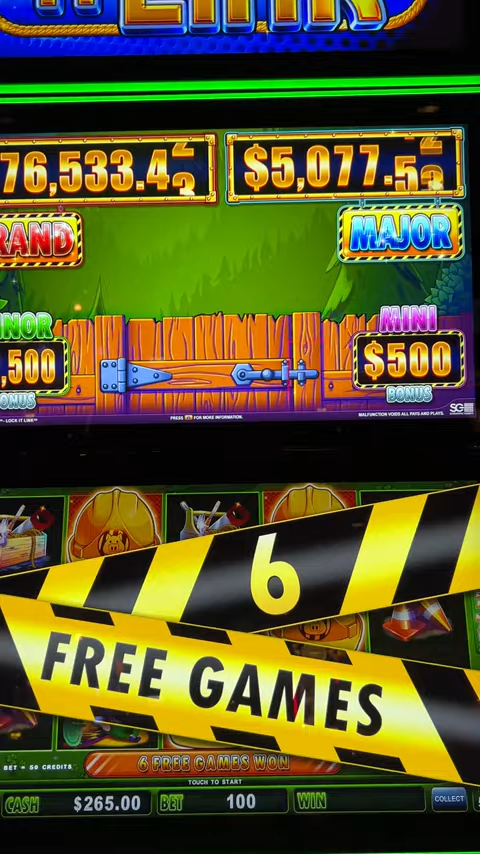 76,533.4
$5,077.5
RAND
MAJOR
NOR
MINI
,500
$500
ONUS
BONUS
LOCK IT LINK™
PRESS FOR MORE INFORMATION.
MALFUNCTION VOIDS ALL PAYS AND PLAYS.
SG
6
FREE GAMES
BET = 50 CREDITS
6 FREE GAMES WON
TOUCH TO START
CASH $265.00 BET 100 WIN COLLECT